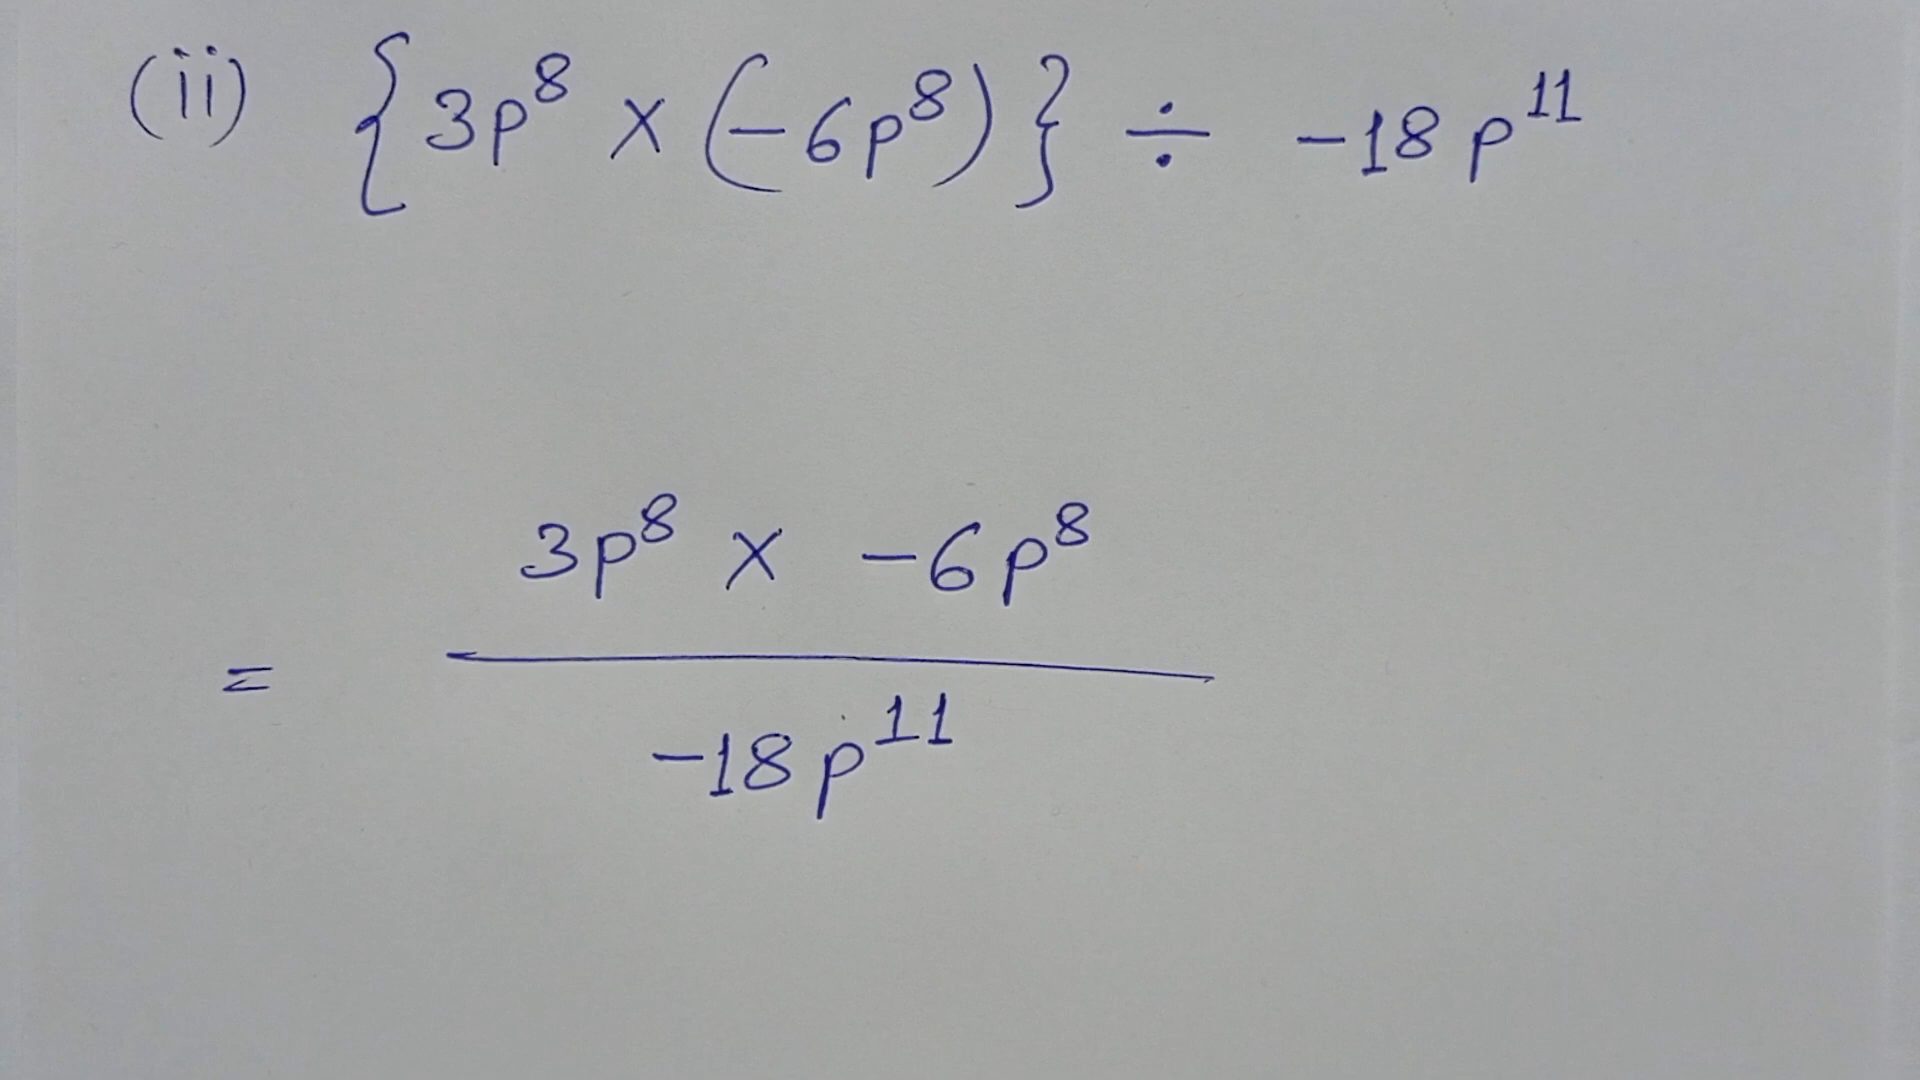 (ii) {3p⁸ × (-6p⁸)} ÷ -18p¹¹
3p⁸ × -6p⁸
=
-18p¹¹